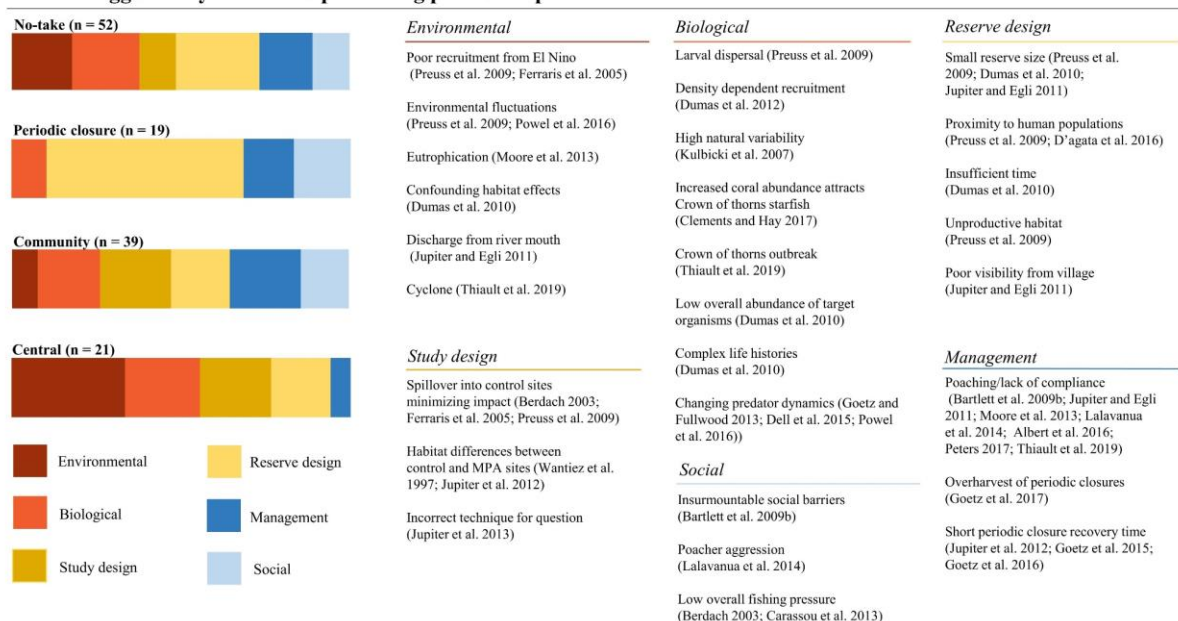 No-take (n = 52)
Periodic closure (n = 19)
Community (n = 39)
Central (n = 21)
Environmental
Biological
Study design
Reserve design
Management
Social
Environmental
Poor recruitment from El Nino
(Preuss et al. 2009; Ferraris et al. 2005)
Environmental fluctuations
(Preuss et al. 2009; Powel et al. 2016)
Eutrophication (Moore et al. 2013)
Confounding habitat effects
(Dumas et al. 2010)
Discharge from river mouth
(Jupiter and Egli 2011)
Cyclone (Thiault et al. 2019)
Study design
Spillover into control sites
minimizing impact (Berdach 2003;
Ferraris et al. 2005; Preuss et al. 2009)
Habitat differences between
control and MPA sites (Wantiez et al.
1997; Jupiter et al. 2012)
Incorrect technique for question
(Jupiter et al. 2013)
Biological
Larval dispersal (Preuss et al. 2009)
Density dependent recruitment
(Dumas et al. 2012)
High natural variability
(Kulbicki et al. 2007)
Increased coral abundance attracts
Crown of thorns starfish
(Clements and Hay 2017)
Crown of thorns outbreak
(Thiault et al. 2019)
Low overall abundance of target
organisms (Dumas et al. 2010)
Complex life histories
(Dumas et al. 2010)
Changing predator dynamics (Goetz and
Fullwood 2013; Dell et al. 2015; Powel
et al. 2016))
Social
Insurmountable social barriers
(Bartlett et al. 2009b)
Poacher aggression
(Lalavanua et al. 2014)
Low overall fishing pressure
(Berdach 2003; Carassou et al. 2013)
Reserve design
Small reserve size (Preuss et al.
2009; Dumas et al. 2010;
Jupiter and Egli 2011)
Proximity to human populations
(Preuss et al. 2009; D'agata et al. 2016)
Insufficient time
(Dumas et al. 2010)
Unproductive habitat
(Preuss et al. 2009)
Poor visibility from village
(Jupiter and Egli 2011)
Management
Poaching/lack of compliance
(Bartlett et al. 2009b; Jupiter and Egli
2011; Moore et al. 2013; Lalavanua
et al. 2014; Albert et al. 2016;
Peters 2017; Thiault et al. 2019)
Overharvest of periodic closures
(Goetz et al. 2017)
Short periodic closure recovery time
(Jupiter et al. 2012; Goetz et al. 2015;
Goetz et al. 2016)